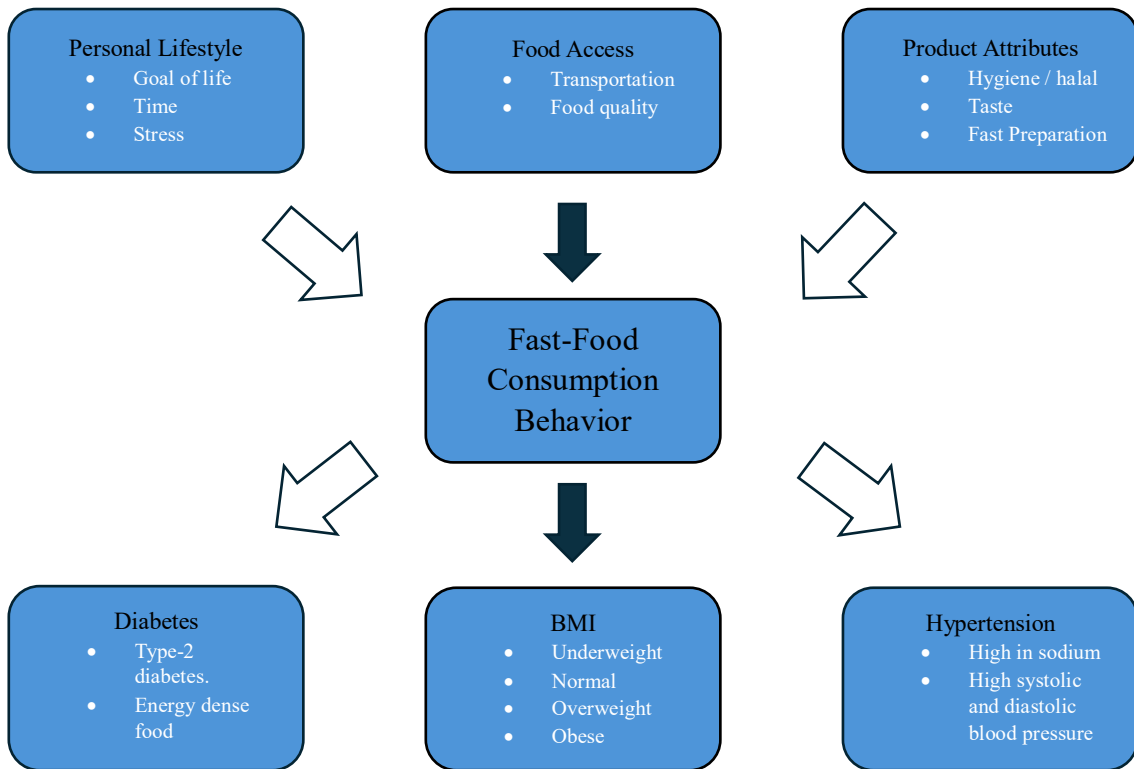 Personal Lifestyle
• Goal of life
• Time
• Stress
Food Access
• Transportation
• Food quality
Product Attributes
• Hygiene / halal
• Taste
• Fast Preparation
Fast-Food
Consumption
Behavior
Diabetes
• Type-2
diabetes.
• Energy dense
food
BMI
• Underweight
• Normal
• Overweight
• Obese
Hypertension
• High in sodium
• High systolic
and diastolic
blood pressure